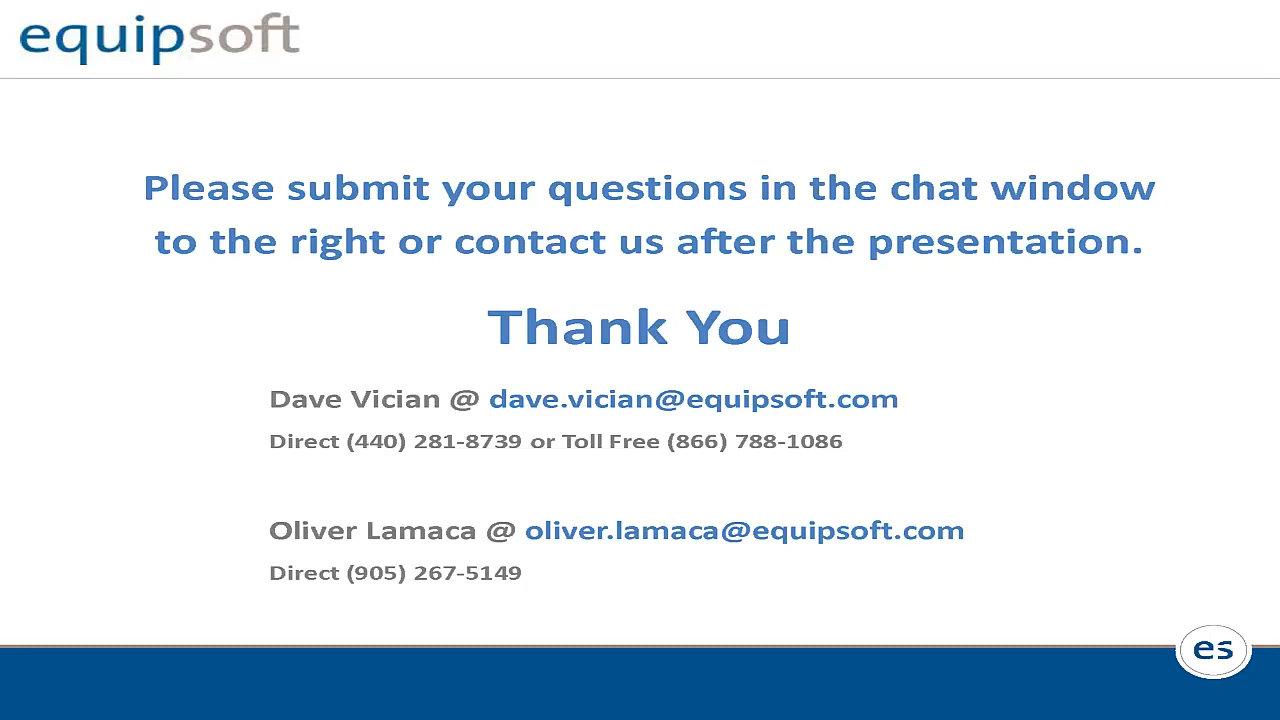 equipsoft
Please submit your questions in the chat window
to the right or contact us after the presentation.
Thank You
Dave Vician @ dave.vician@equipsoft.com
Direct (440) 281-8739 or Toll Free (866) 788-1086
Oliver Lamaca @ oliver.lamaca@equipsoft.com
Direct (905) 267-5149
es